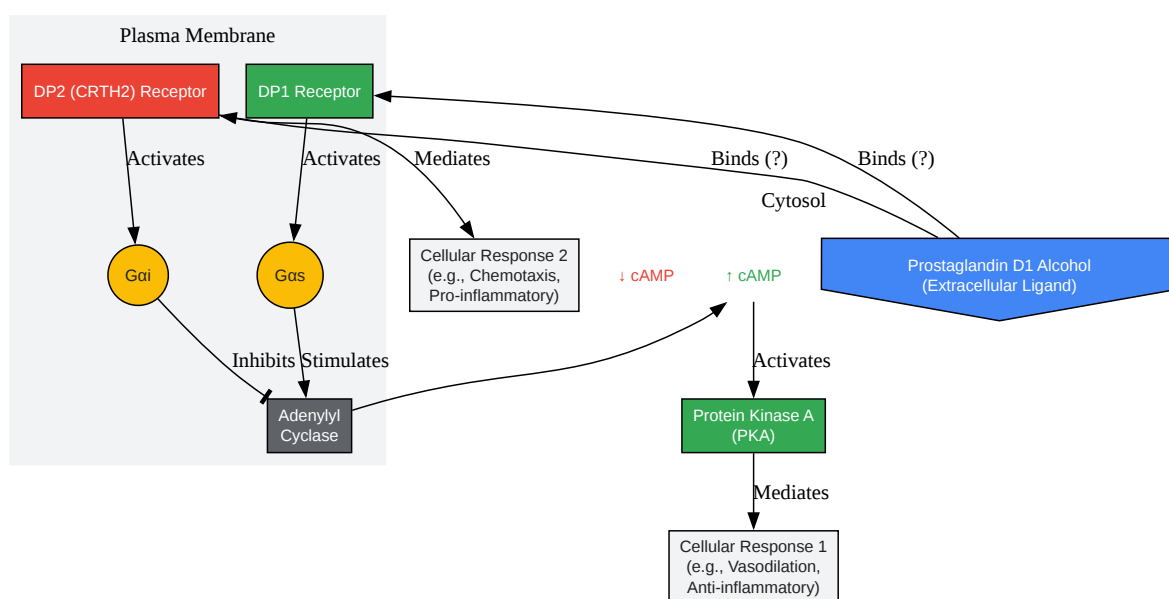 Plasma Membrane
DP2 (CRTH2) Receptor
DP1 Receptor
Activates
Activates
Mediates
Binds (?)
Binds (?)
Cytosol
Gαi
Gαs
Cellular Response 2
(e.g., Chemotaxis,
Pro-inflammatory)
↓ cAMP
↑ cAMP
Prostaglandin D1 Alcohol
(Extracellular Ligand)
Inhibits
Stimulates
Activates
Adenylyl
Cyclase
Protein Kinase A
(PKA)
Mediates
Cellular Response 1
(e.g., Vasodilation,
Anti-inflammatory)